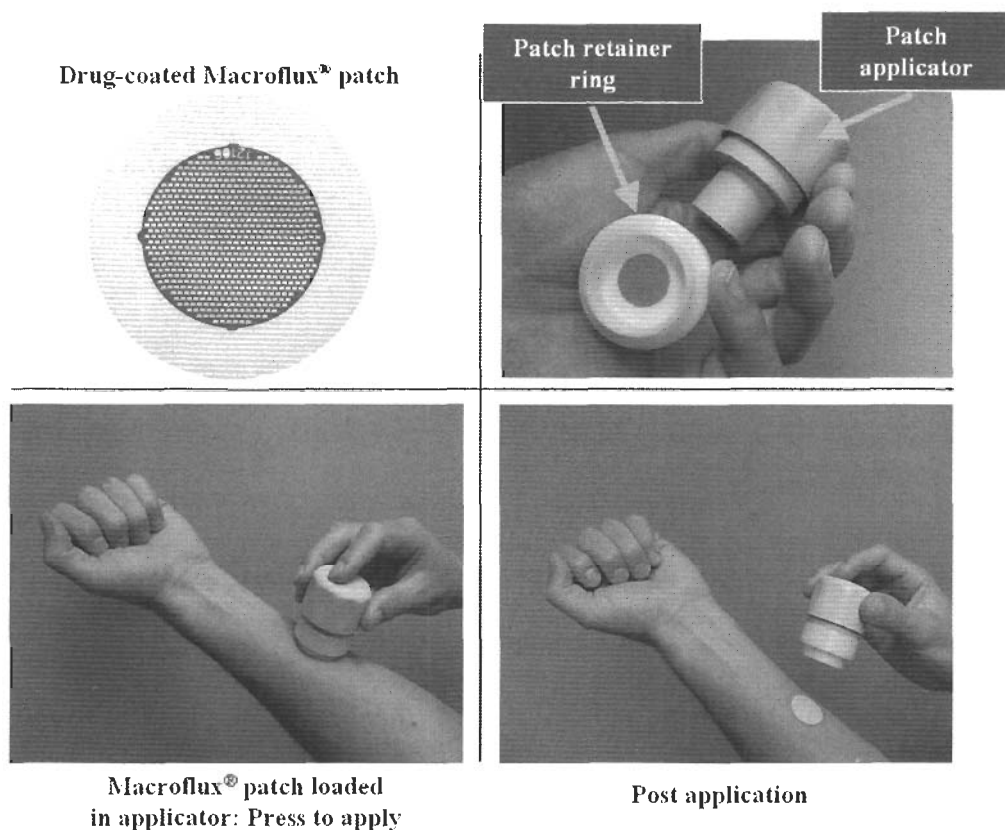 Drug-coated Macroflux® patch
Patch retainer
ring
Patch
applicator
Macroflux® patch loaded
in applicator: Press to apply
Post application